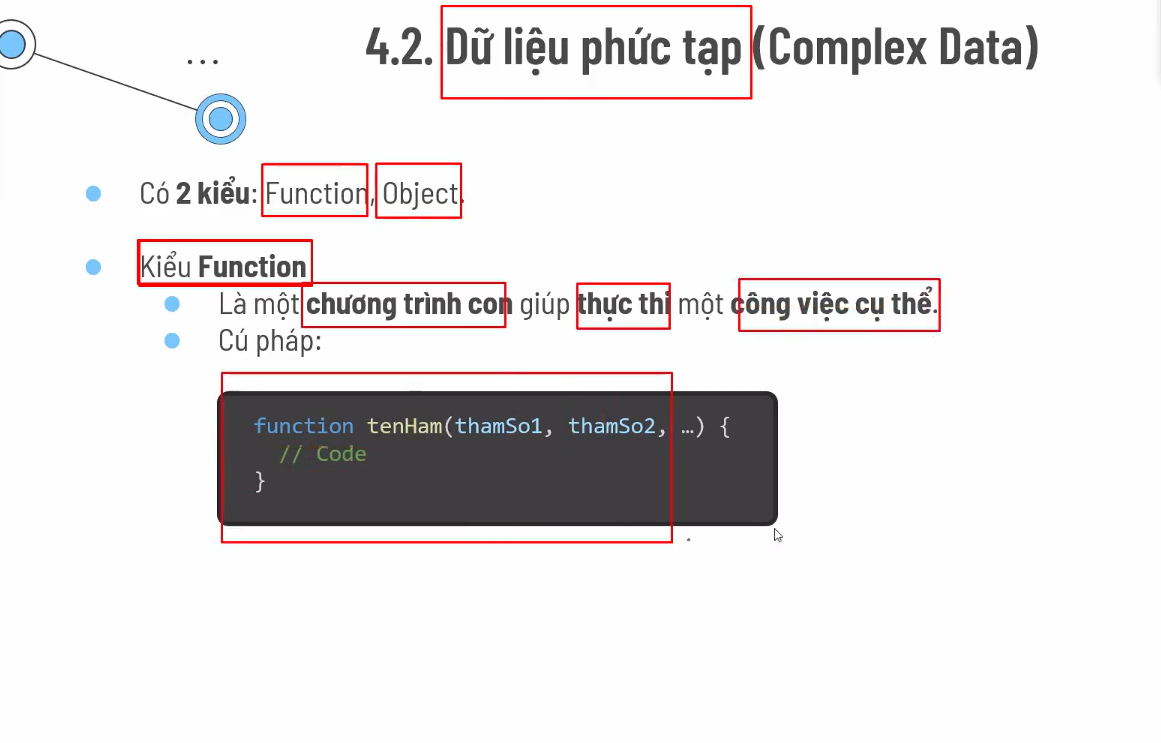 ...
4.2. Dữ liệu phức tạp (Complex Data)
Có 2 kiểu: Function, Object.
Kiểu Function
Là một chương trình con giúp thực thi một công việc cụ thể.
Cú pháp:
function tenHam(thamSo1, thamSo2, …) {
// Code
}